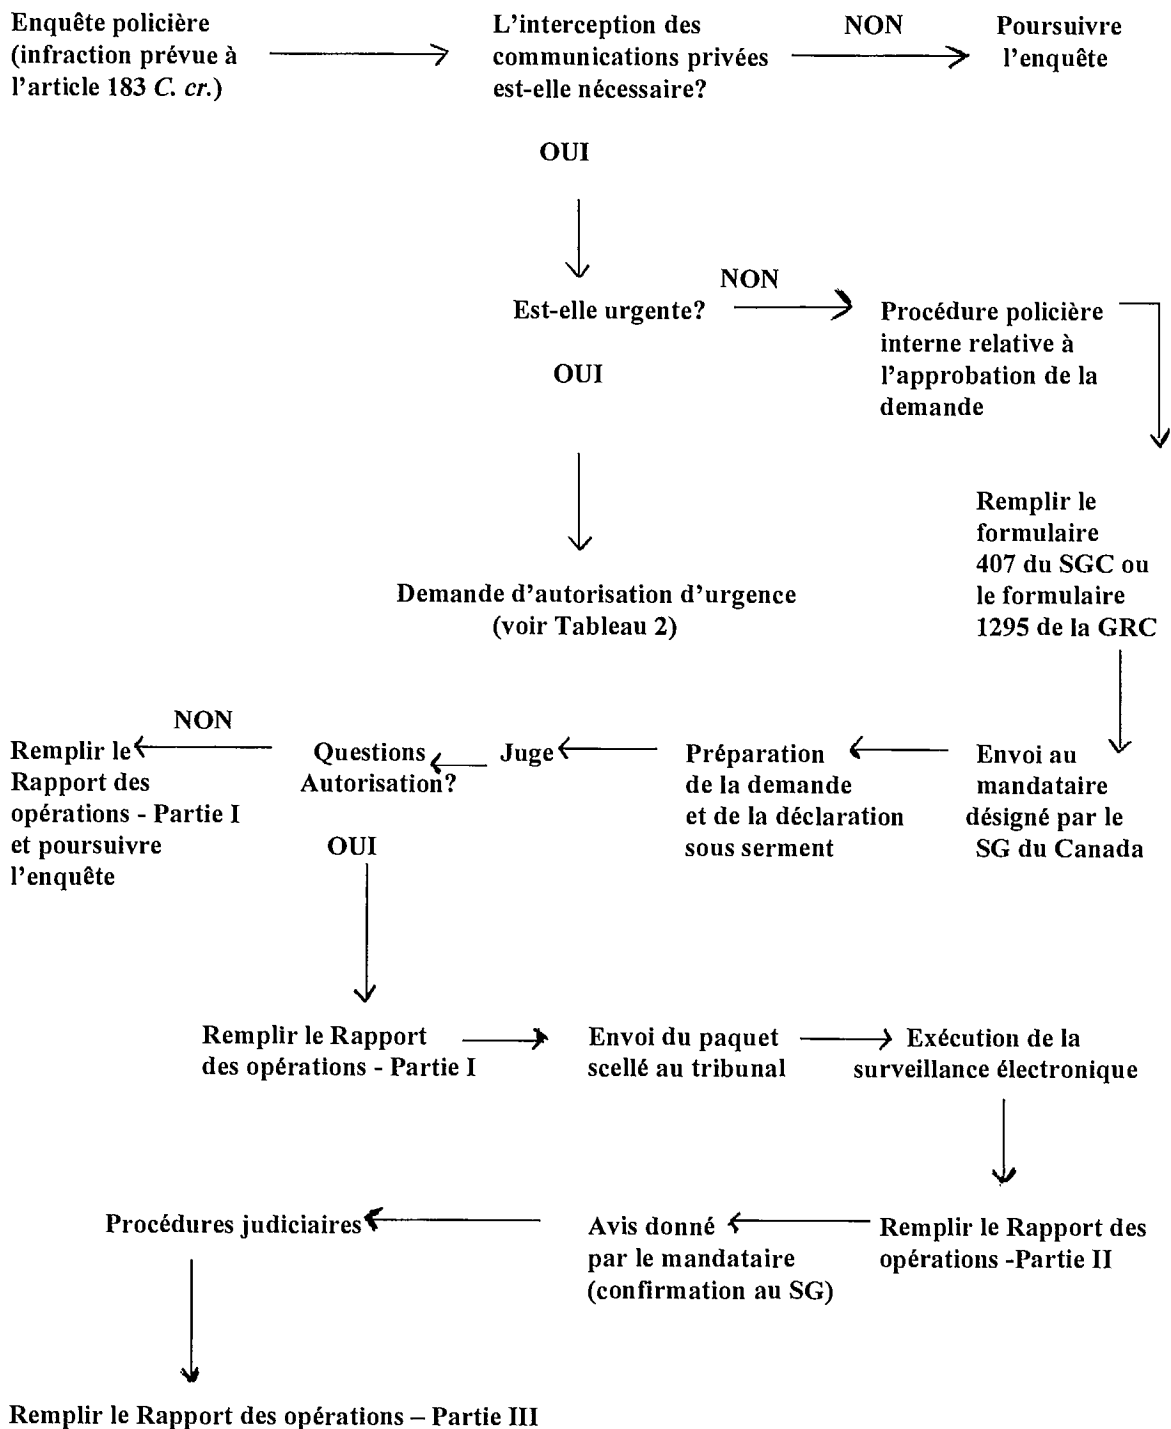 Enquête policière
(infraction prévue à
l'article 183 C. cr.)
L'interception des
communications privées
est-elle nécessaire?
NON
Poursuivre
l'enquête
OUI
Est-elle urgente?
NON
Procédure policière
interne relative à
l'approbation de la
demande
OUI
Remplir le
formulaire
407 du SGC ou
le formulaire
1295 de la GRC
Demande d'autorisation d'urgence
(voir Tableau 2)
Envoi au
mandataire
désigné par le
SG du Canada
Préparation
de la demande
et de la déclaration
sous serment
Juge
Questions
Autorisation?
NON
Remplir le
Rapport des
opérations - Partie I
et poursuivre
l'enquête
OUI
Remplir le Rapport
des opérations - Partie I
Envoi du paquet
scellé au tribunal
Exécution de la
surveillance électronique
Remplir le Rapport des
opérations -Partie II
Avis donné
par le mandataire
(confirmation au SG)
Procédures judiciaires
Remplir le Rapport des opérations – Partie III